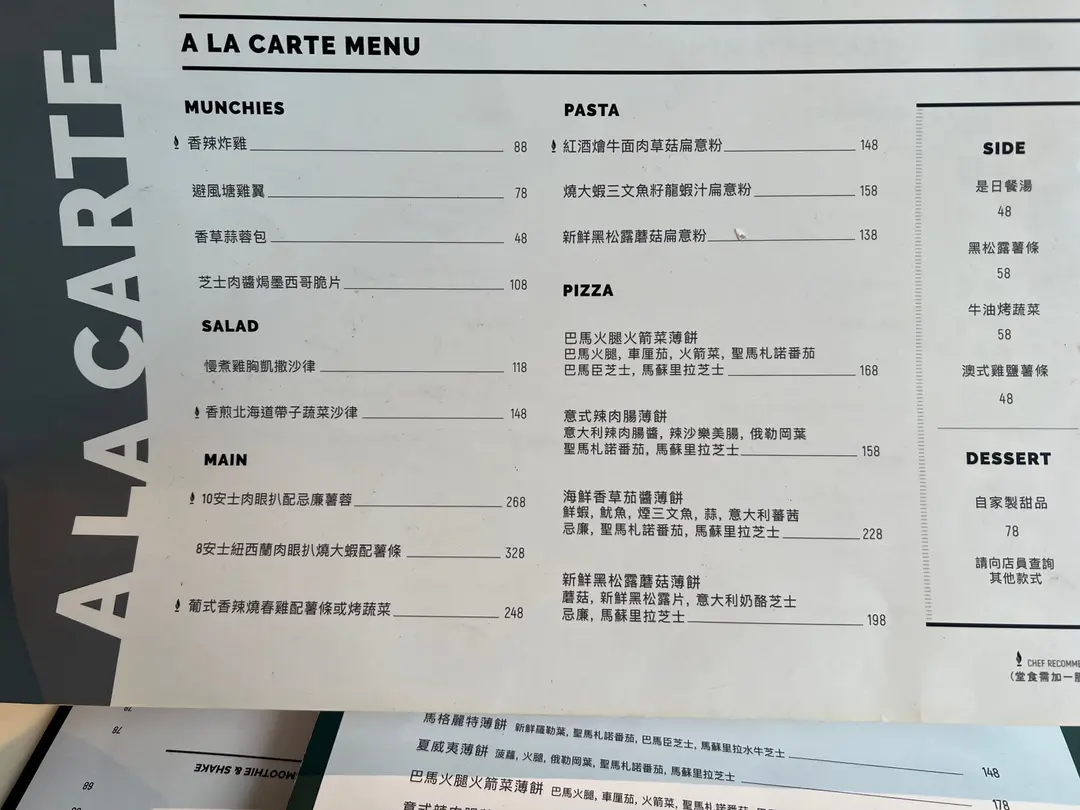 A LA CARTE
A LA CARTE MENU
MUNCHIES
香辣炸雞 88
避風塘雞翼 78
香草蒜蓉包 48
芝士肉醬焗墨西哥脆片 108
SALAD
慢煮雞胸凱撒沙律 118
香煎北海道帶子蔬菜沙律 148
MAIN
10安士肉眼扒配忌廉薯蓉 268
8安士紐西蘭肉眼扒燒大蝦配薯條 328
葡式香辣燒春雞配薯條或烤蔬菜 248
PASTA
紅酒燴牛面肉草菇扁意粉 148
燒大蝦三文魚籽龍蝦汁扁意粉 158
新鮮黑松露蘑菇扁意粉 138
PIZZA
巴馬火腿火箭菜薄餅
巴馬火腿, 車厘茄, 火箭菜, 聖馬札諾番茄
巴馬臣芝士, 馬蘇里拉芝士 168
意式辣肉腸薄餅
意大利辣肉腸醬, 辣沙樂美腸, 俄勒岡葉
聖馬札諾番茄, 馬蘇里拉芝士 158
海鮮香草茄醬薄餅
鮮蝦, 魷魚, 煙三文魚, 蒜, 意大利蕃茜
忌廉, 聖馬札諾番茄, 馬蘇里拉芝士 228
新鮮黑松露蘑菇薄餅
蘑菇, 新鮮黑松露片, 意大利奶酪芝士
忌廉, 馬蘇里拉芝士 198
SIDE
是日餐湯
48
黑松露薯條
58
牛油烤蔬菜
58
澳式雞鹽薯條
48
DESSERT
自家製甜品
78
請向店員查詢
其他款式
CHEF RECOMME
(堂食需加一
馬格麗特薄餅 新鮮羅勒葉, 聖馬札諾番茄, 巴馬臣芝士, 馬蘇里拉水牛芝士 148
夏威夷薄餅 菠蘿, 火腿, 俄勒岡葉, 聖馬札諾番茄, 馬蘇里拉芝士 178
巴馬火腿火箭菜薄餅 巴馬火腿, 車厘茄, 火箭菜, 聖馬札諾番茄, 巴
78
MOOTHIE & SHAKE
68